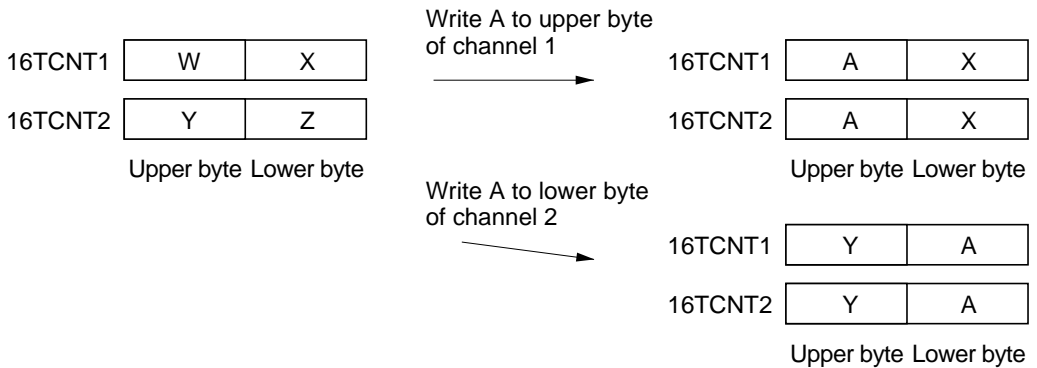 Write A to upper byte
of channel 1
16TCNT1 W X
16TCNT2 Y Z
Upper byte Lower byte
16TCNT1 A X
16TCNT2 A X
Upper byte Lower byte
Write A to lower byte
of channel 2
16TCNT1 Y A
16TCNT2 Y A
Upper byte Lower byte